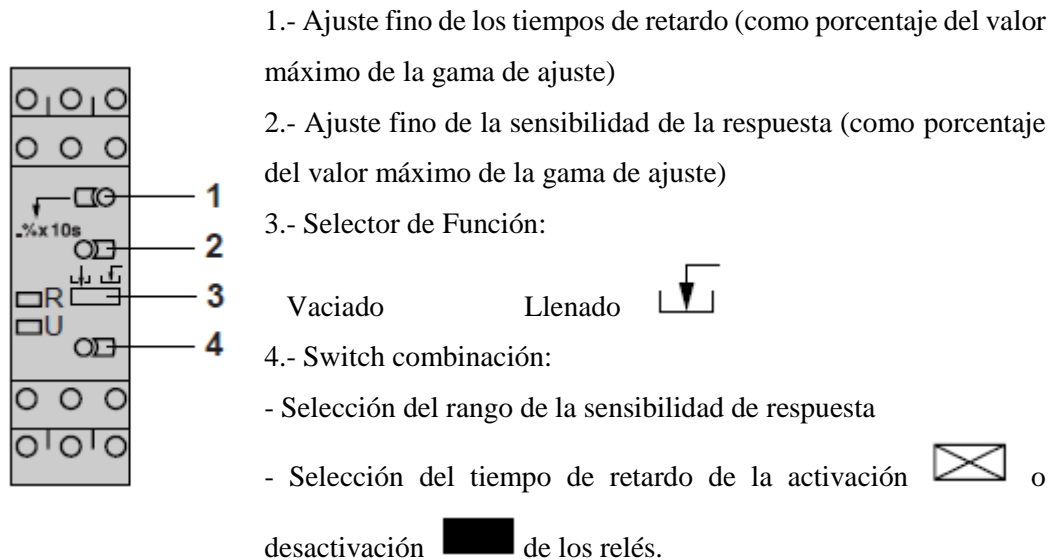 1.- Ajuste fino de los tiempos de retardo (como porcentaje del valor
máximo de la gama de ajuste)
2.- Ajuste fino de la sensibilidad de la respuesta (como porcentaje
del valor máximo de la gama de ajuste)
3.- Selector de Función:
Vaciado Llenado
4.- Switch combinación:
- Selección del rango de la sensibilidad de respuesta
- Selección del tiempo de retardo de la activación o
desactivación de los relés.
1
-%x10s
2
R 3
U
4